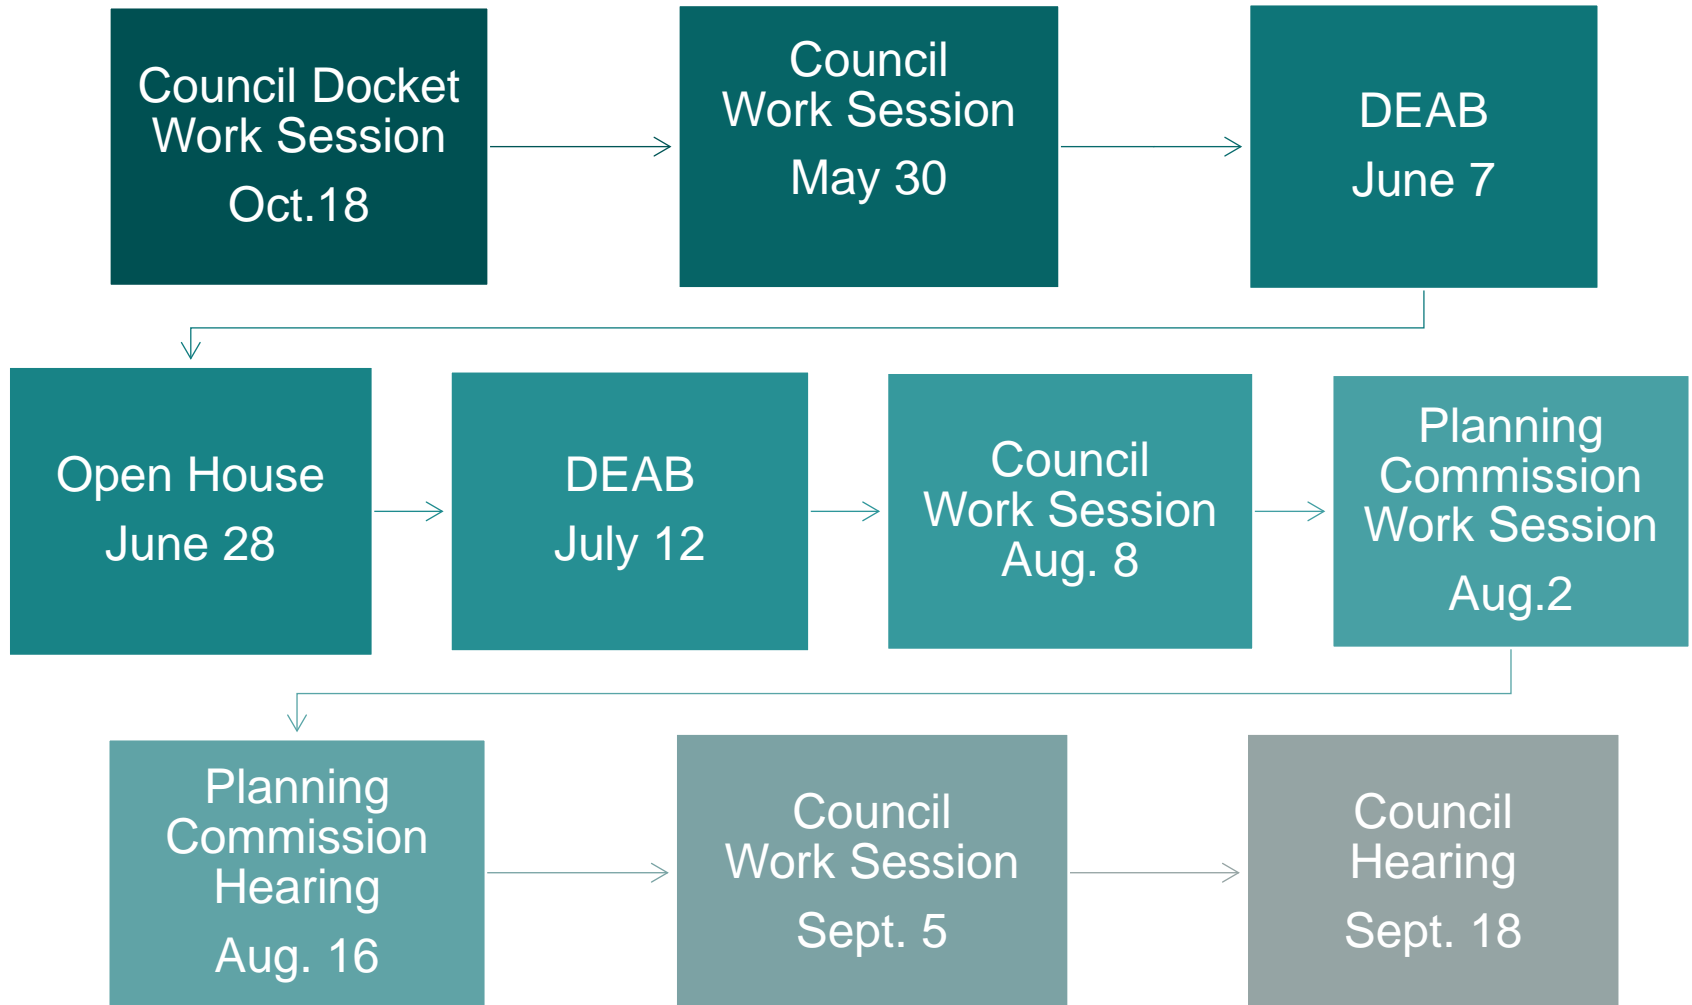 Council Docket
Work Session
Oct.18
Council
Work Session
May 30
DEAB
June 7
Open House
June 28
DEAB
July 12
Council
Work Session
Aug. 8
Planning
Commission
Work Session
Aug.2
Planning
Commission
Hearing
Aug. 16
Council
Work Session
Sept. 5
Council
Hearing
Sept. 18